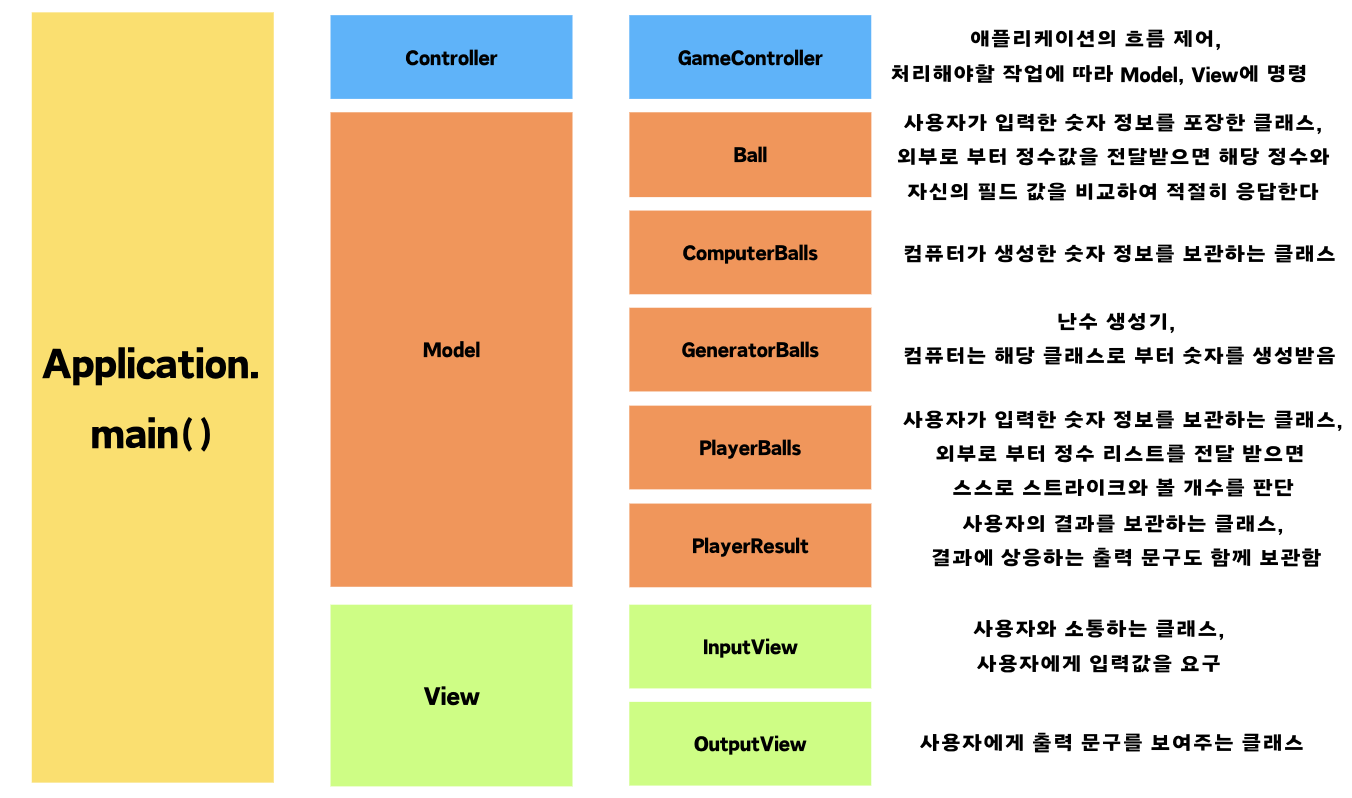 Application.
main()
Controller
GameController
애플리케이션의 흐름 제어,
처리해야할 작업에 따라 Model, View에 명령
Model
Ball
사용자가 입력한 숫자 정보를 포장한 클래스,
외부로 부터 정수값을 전달받으면 해당 정수와
자신의 필드 값을 비교하여 적절히 응답한다
ComputerBalls
컴퓨터가 생성한 숫자 정보를 보관하는 클래스
GeneratorBalls
난수 생성기,
컴퓨터는 해당 클래스로 부터 숫자를 생성받음
PlayerBalls
사용자가 입력한 숫자 정보를 보관하는 클래스,
외부로 부터 정수 리스트를 전달 받으면
스스로 스트라이크와 볼 개수를 판단
PlayerResult
사용자의 결과를 보관하는 클래스,
결과에 상응하는 출력 문구도 함께 보관함
View
InputView
사용자와 소통하는 클래스,
사용자에게 입력값을 요구
OutputView
사용자에게 출력 문구를 보여주는 클래스